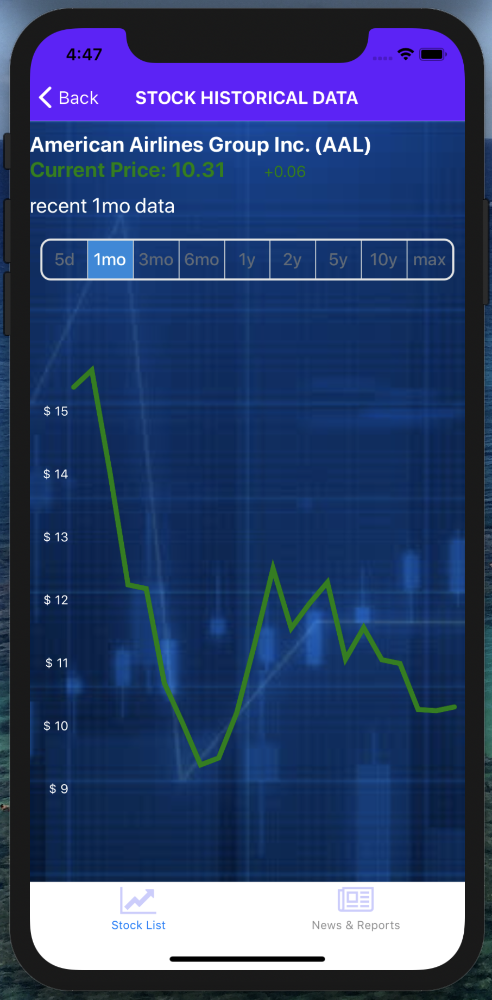 4:47
Back STOCK HISTORICAL DATA
American Airlines Group Inc. (AAL)
Current Price: 10.31 +0.06
recent 1mo data
5d 1mo 3mo 6mo 1y 2y 5y 10y max
$ 15
$ 14
$ 13
$ 12
$ 11
$ 10
$ 9
Stock List News & Reports